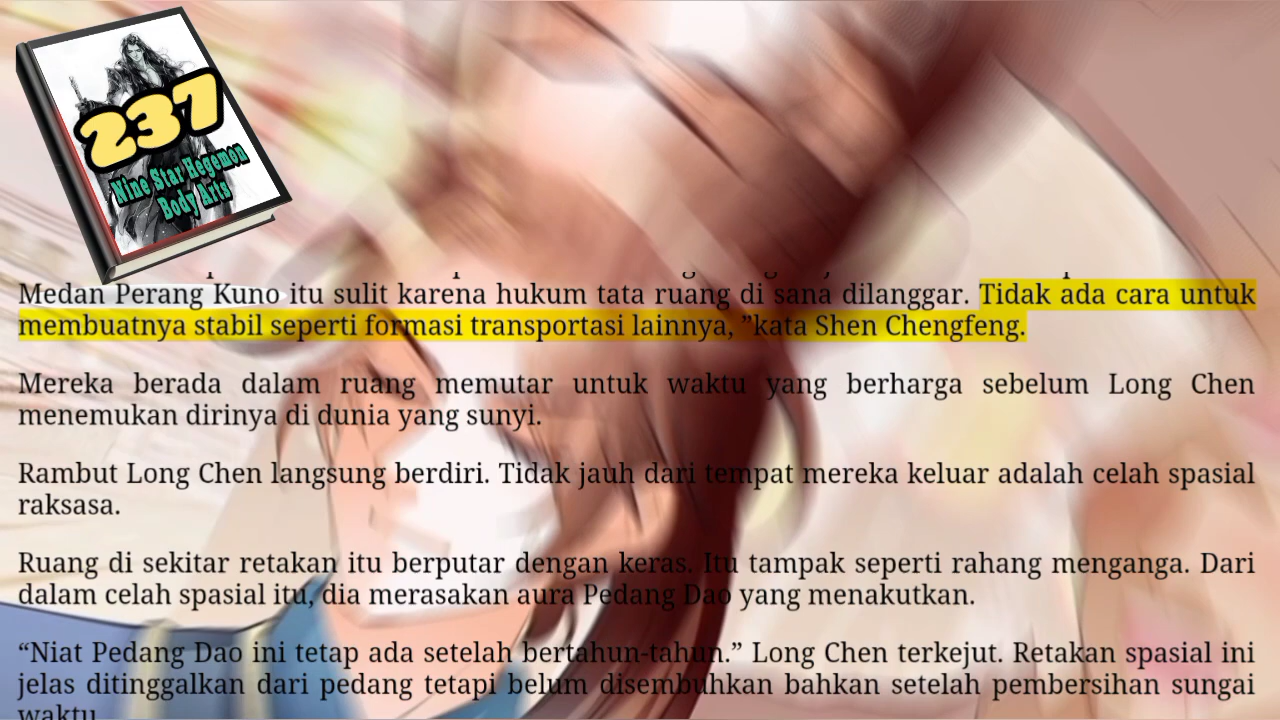 237
Nine Star Hegemon
Body Arts
Medan Perang Kuno itu sulit karena hukum tata ruang di sana dilanggar. Tidak ada cara untuk
membuatnya stabil seperti formasi transportasi lainnya, ”kata Shen Chengfeng.
Mereka berada dalam ruang memutar untuk waktu yang berharga sebelum Long Chen
menemukan dirinya di dunia yang sunyi.
Rambut Long Chen langsung berdiri. Tidak jauh dari tempat mereka keluar adalah celah spasial
raksasa.
Ruang di sekitar retakan itu berputar dengan keras. Itu tampak seperti rahang menganga. Dari
dalam celah spasial itu, dia merasakan aura Pedang Dao yang menakutkan.
“Niat Pedang Dao ini tetap ada setelah bertahun-tahun.” Long Chen terkejut. Retakan spasial ini
jelas ditinggalkan dari pedang tetapi belum disembuhkan bahkan setelah pembersihan sungai
waktu.